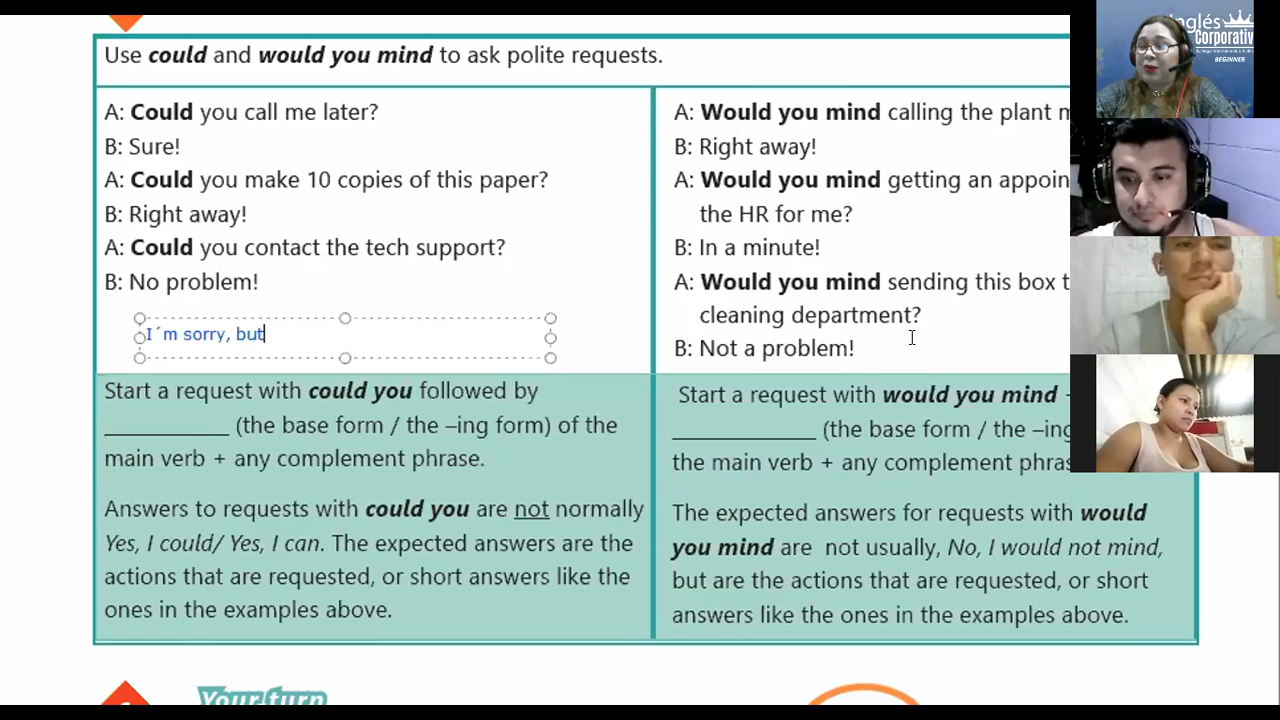 Use could and would you mind to ask polite requests.
A: Could you call me later?
B: Sure!
A: Could you make 10 copies of this paper?
B: Right away!
A: Could you contact the tech support?
B: No problem!
I´m sorry, but
A: Would you mind calling the plant
B: Right away!
A: Would you mind getting an
the HR for me?
B: In a minute!
A: Would you mind sending this box
cleaning department?
B: Not a problem!
Start a request with could you followed by
___________ (the base form / the –ing form) of the
main verb + any complement phrase.
Answers to requests with could you are not normally
Yes, I could/ Yes, I can. The expected answers are the
actions that are requested, or short answers like the
ones in the examples above.
Start a request with would you mind
_____________ (the base form / the –ing
the main verb + any complement
The expected answers for requests with would
you mind are not usually, No, I would not mind,
but are the actions that are requested, or short
answers like the ones in the examples above.
Your turn
Inglés
Corporativo
BEGINNER